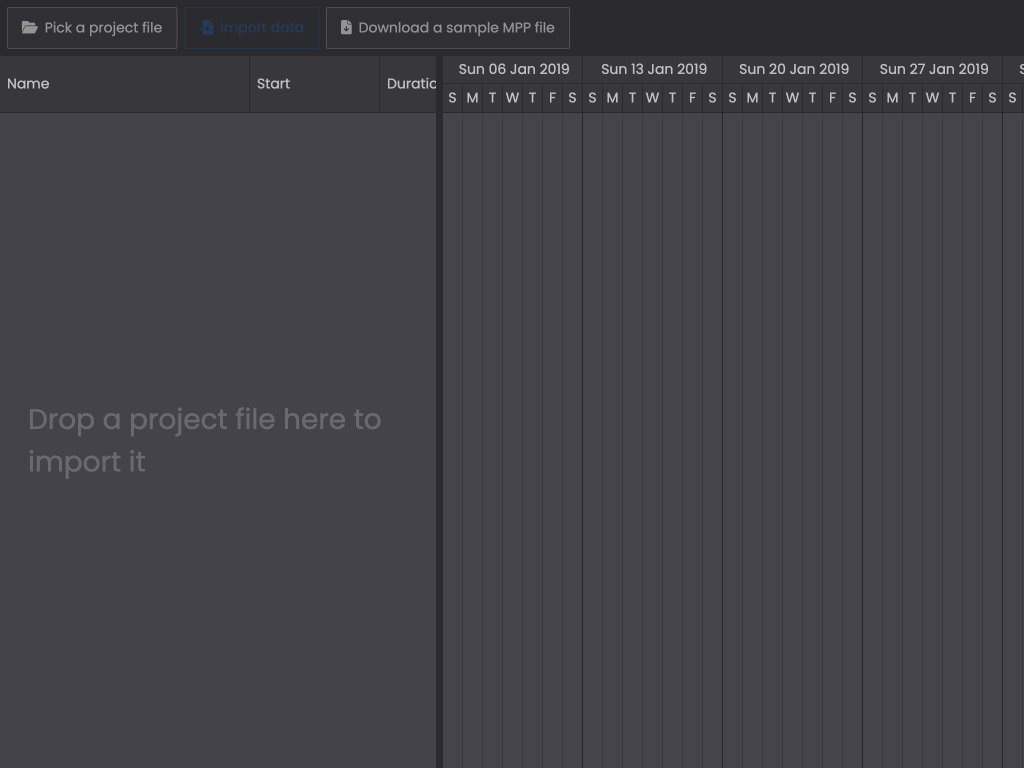 Pick a project file
Import data
Download a sample MPP file
Name
Start
Duratio
Sun 06 Jan 2019
Sun 13 Jan 2019
Sun 20 Jan 2019
Sun 27 Jan 2019
S
S M T W T F S S M T W T F S S M T W T F S S M T W T F S S
Drop a project file here to
import it